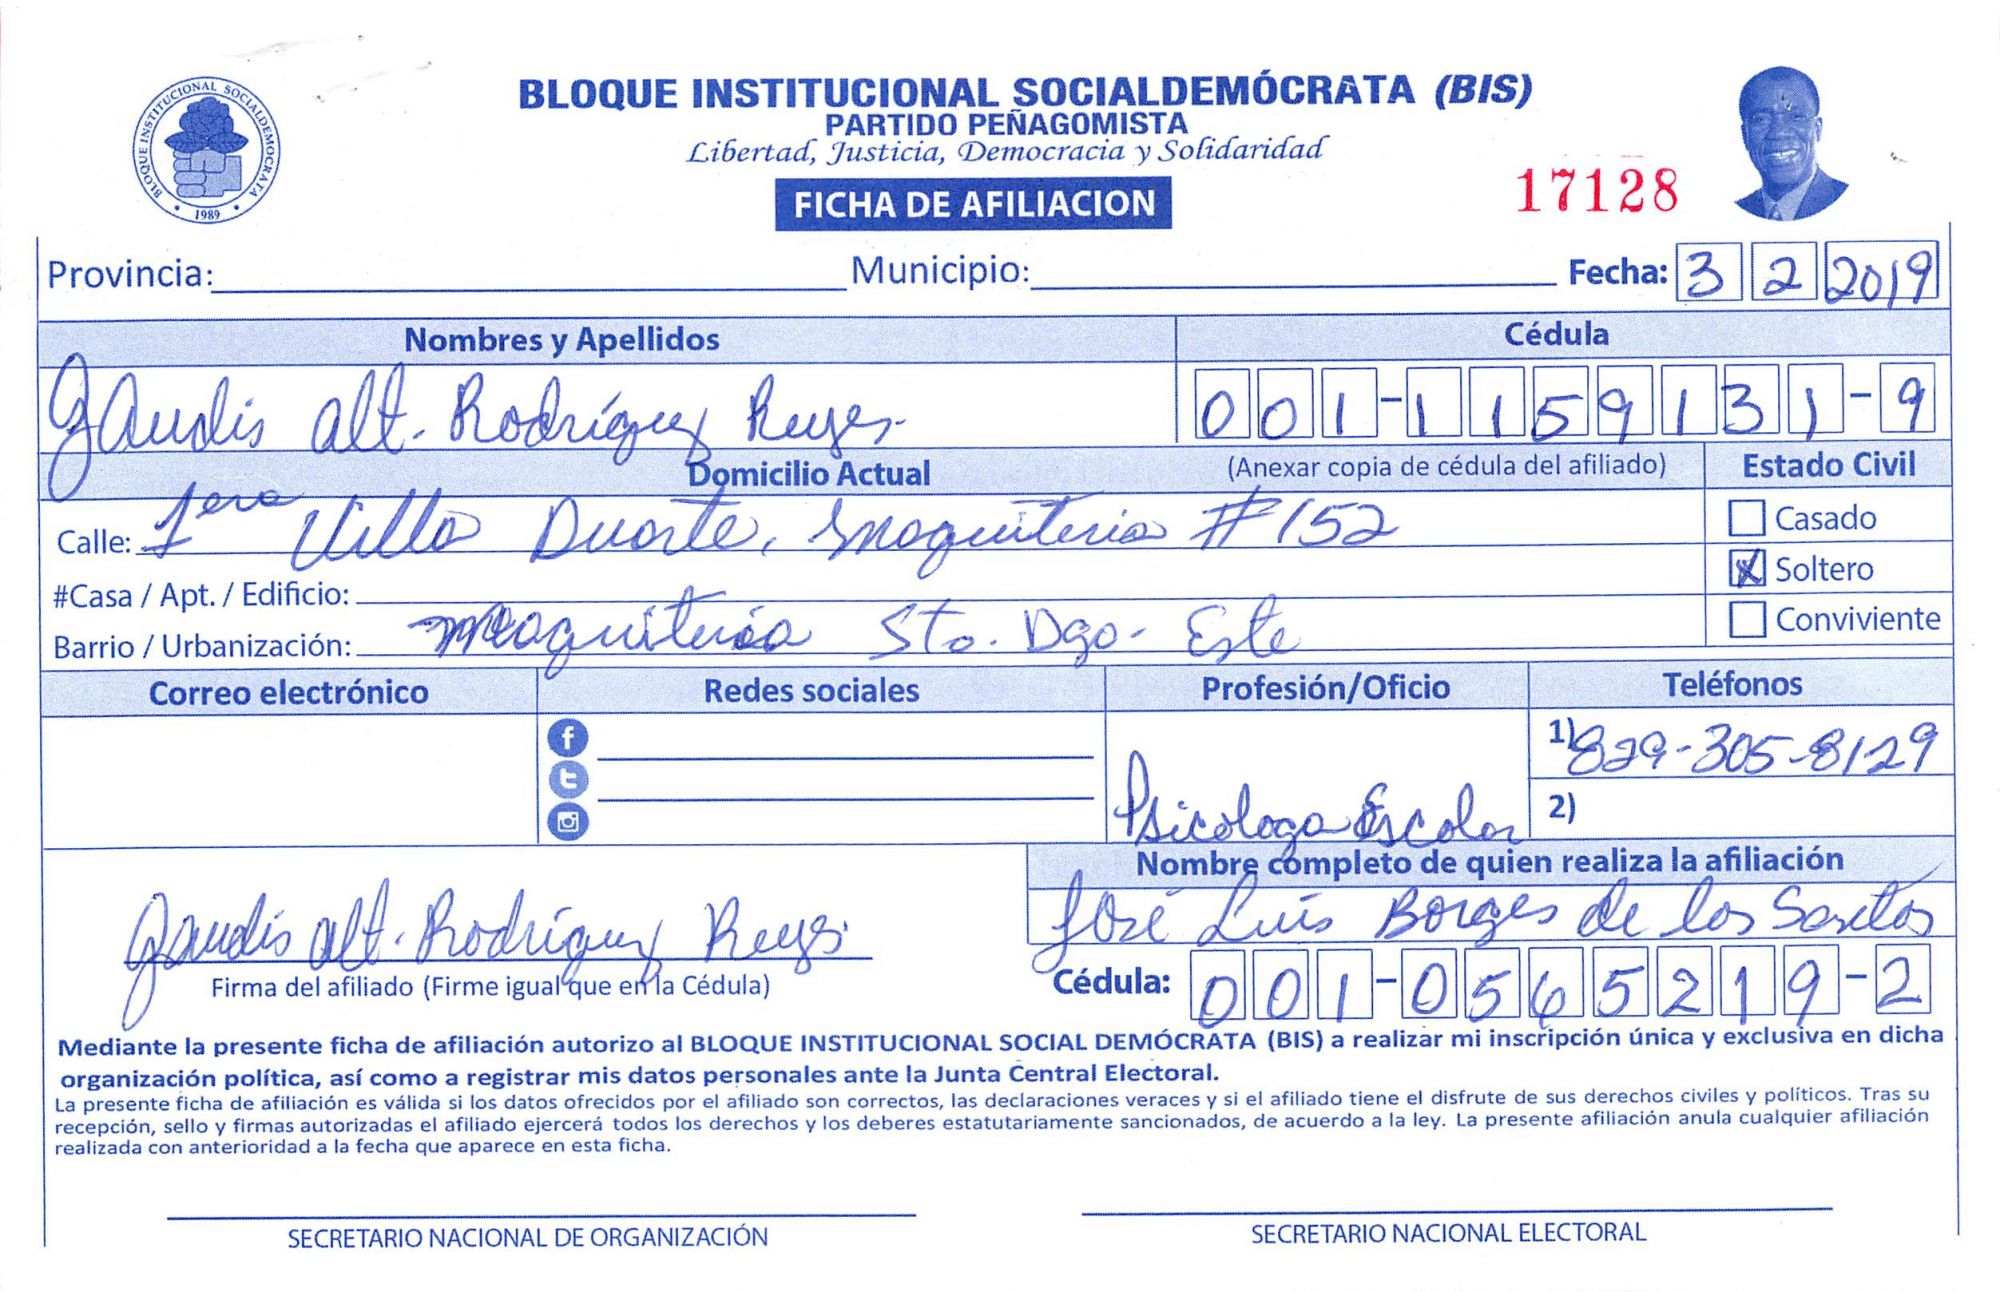 BLOQUE INSTITUCIONAL SOCIALDEMÓCRATA (BIS)
PARTIDO PEÑAGOMISTA
Libertad, Justicia, Democracia y Solidaridad
BLOQUE INSTITUCIONAL SOCIALDEMOCRATA
1989
FICHA DE AFILIACION
17128
Provincia: Municipio: Fecha: 3 2 2019
Nombres y Apellidos Cédula
Gaudis Alt. Rodríguez Reyes. 001-1159131-9
Domicilio Actual (Anexar copia de cédula del afiliado) Estado Civil
Calle: 1era Villa Duarte, maquiteria #152
Casado
X Soltero
Conviviente
#Casa / Apt. / Edificio:
Barrio / Urbanización: maquiteria Sto. Dgo. Este
Correo electrónico Redes sociales Profesión/Oficio Teléfonos
1) 829-305-8129
Psicologa Escolar 2)
Nombre completo de quien realiza la afiliación
José Luis Borges de los Santos
Gaudis Alt. Rodríguez Reyes.
Firma del afiliado (Firme igual que en la Cédula) Cédula: 001-0565219-2
Mediante la presente ficha de afiliación autorizo al BLOQUE INSTITUCIONAL SOCIAL DEMÓCRATA (BIS) a realizar mi inscripción única y exclusiva en dicha
organización política, así como a registrar mis datos personales ante la Junta Central Electoral.
La presente ficha de afiliación es válida si los datos ofrecidos por el afiliado son correctos, las declaraciones veraces y si el afiliado tiene el disfrute de sus derechos civiles y políticos. Tras su
recepción, sello y firmas autorizadas el afiliado ejercerá todos los derechos y los deberes estatutariamente sancionados, de acuerdo a la ley. La presente afiliación anula cualquier afiliación
realizada con anterioridad a la fecha que aparece en esta ficha.
SECRETARIO NACIONAL DE ORGANIZACIÓN SECRETARIO NACIONAL ELECTORAL